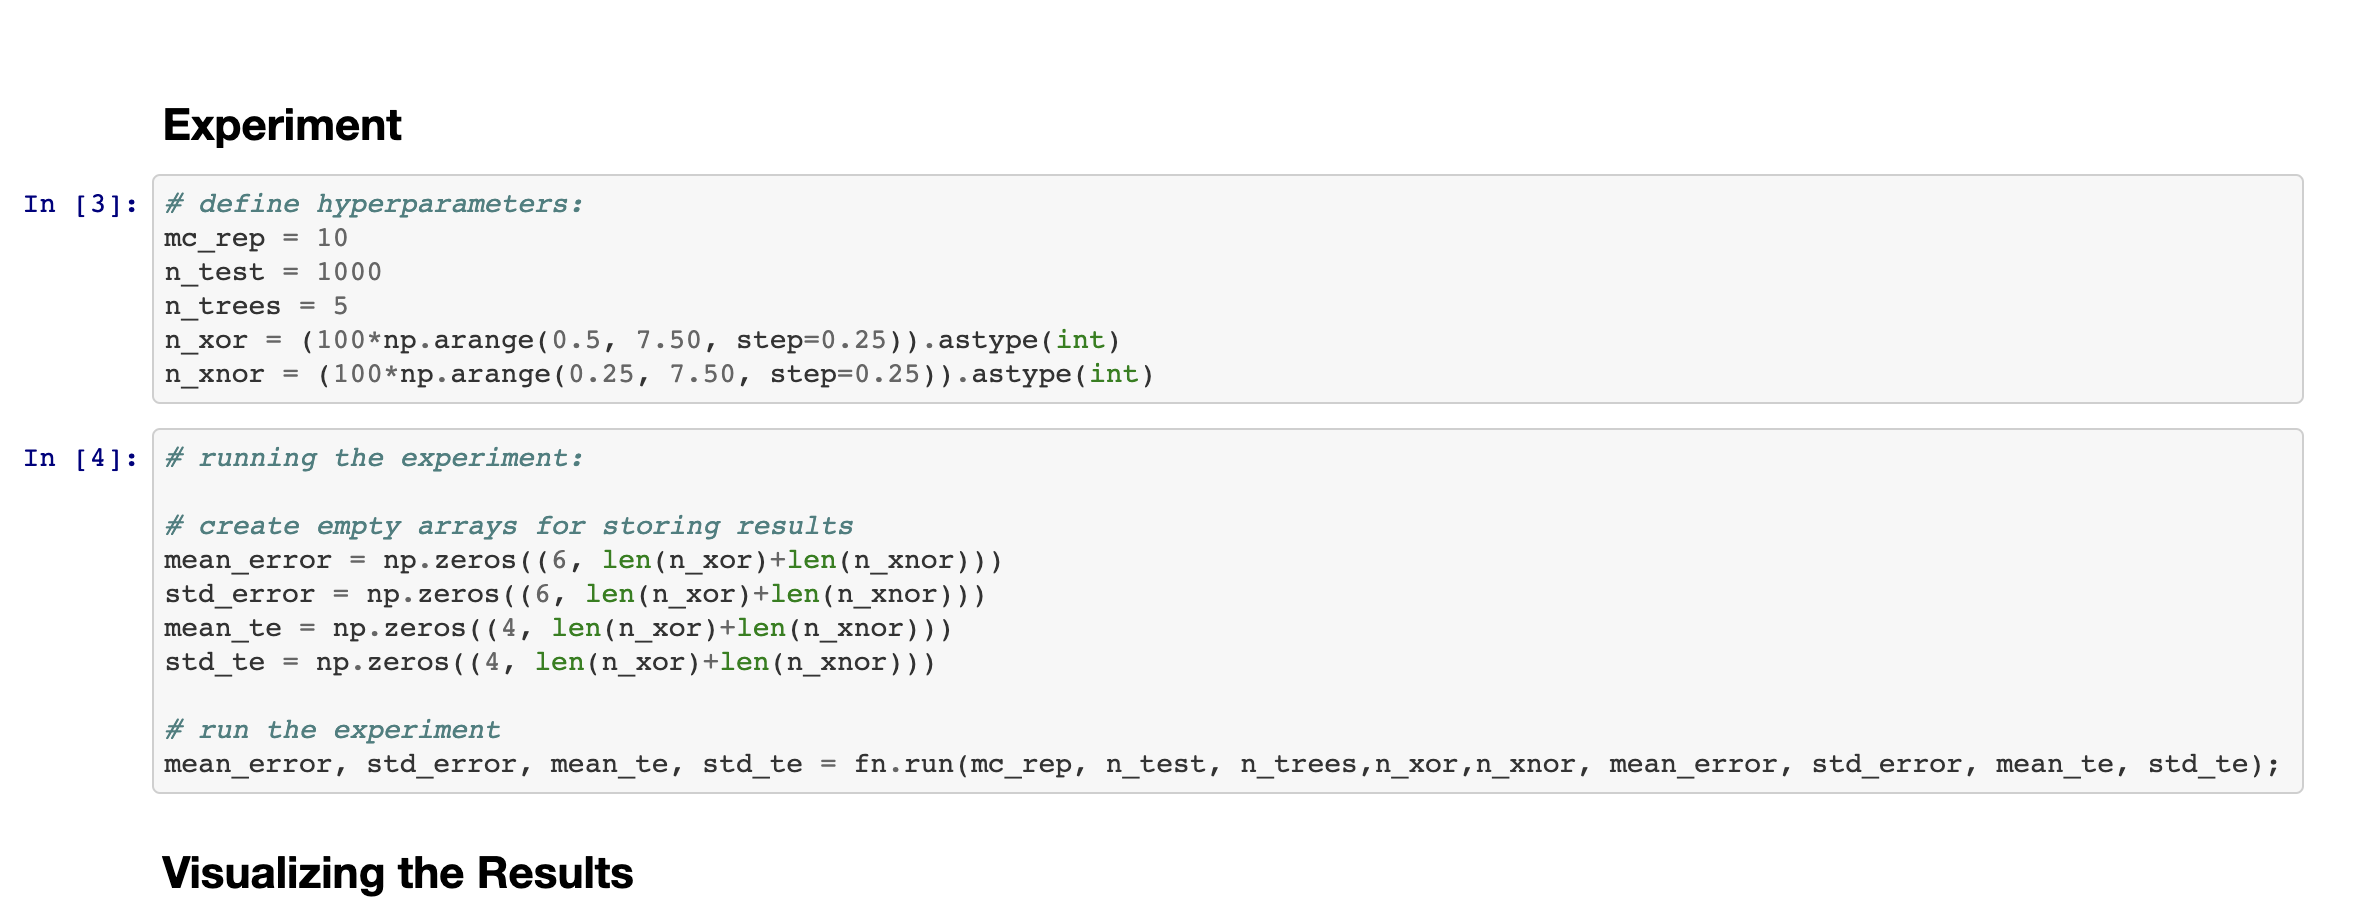 Experiment
In [3]:
# define hyperparameters:
mc_rep = 10
n_test = 1000
n_trees = 5
n_xor = (100*np.arange(0.5, 7.50, step=0.25)).astype(int)
n_xnor = (100*np.arange(0.25, 7.50, step=0.25)).astype(int)
In [4]:
# running the experiment:
# create empty arrays for storing results
mean_error = np.zeros((6, len(n_xor)+len(n_xnor)))
std_error = np.zeros((6, len(n_xor)+len(n_xnor)))
mean_te = np.zeros((4, len(n_xor)+len(n_xnor)))
std_te = np.zeros((4, len(n_xor)+len(n_xnor)))
# run the experiment
mean_error, std_error, mean_te, std_te = fn.run(mc_rep, n_test, n_trees,n_xor,n_xnor, mean_error, std_error, mean_te, std_te);
Visualizing the Results